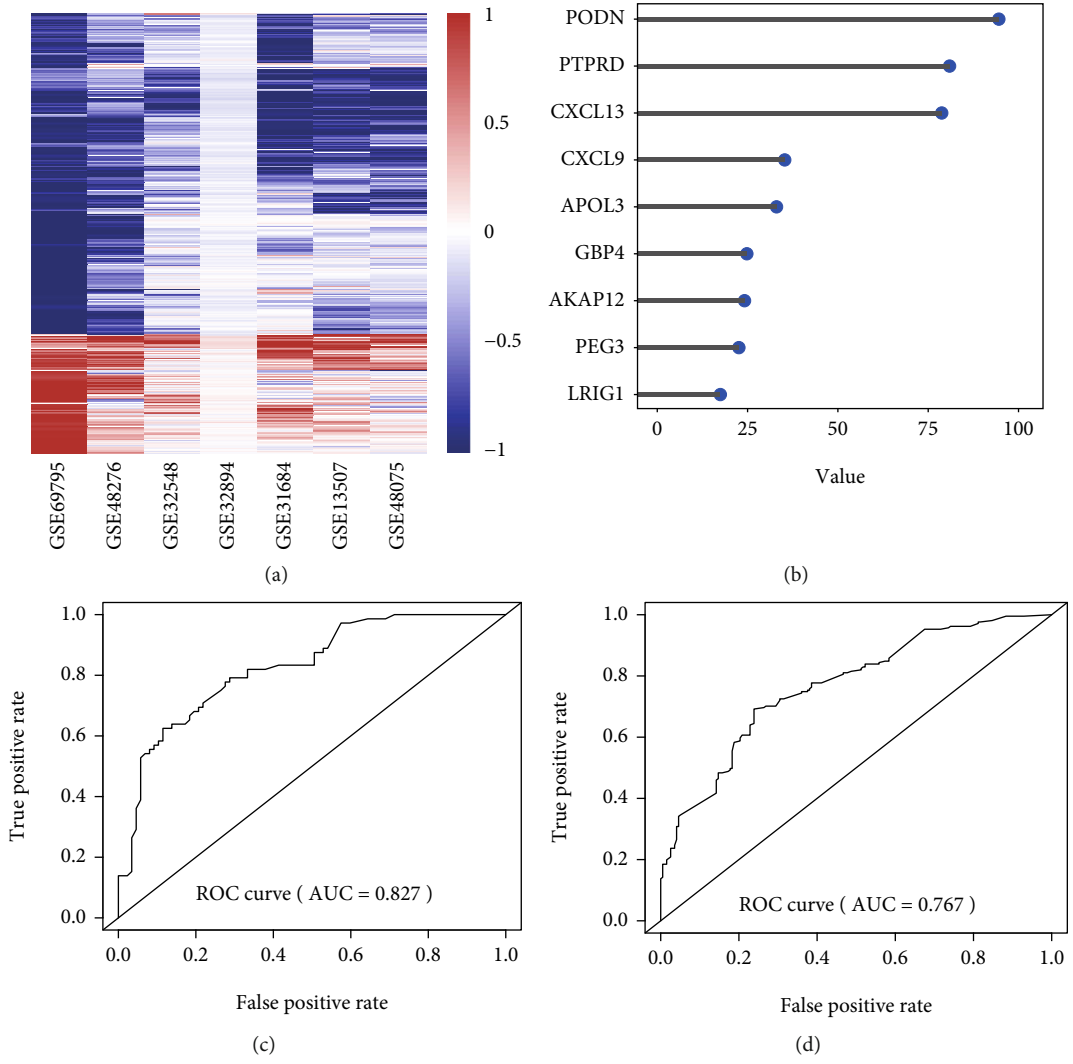 1
0.5
0
−0.5
−1
GSE69795
GSE48276
GSE32548
GSE32894
GSE31684
GSE13507
GSE48075
(a)
PODN
PTPRD
CXCL13
CXCL9
APOL3
GBP4
AKAP12
PEG3
LRIG1
0 25 50 75 100
Value
(b)
True positive rate
1.0
0.8
0.6
0.4
0.2
0.0
ROC curve ( AUC = 0.827 )
0.0 0.2 0.4 0.6 0.8 1.0
False positive rate
(c)
True positive rate
1.0
0.8
0.6
0.4
0.2
0.0
ROC curve ( AUC = 0.767 )
0.0 0.2 0.4 0.6 0.8 1.0
False positive rate
(d)